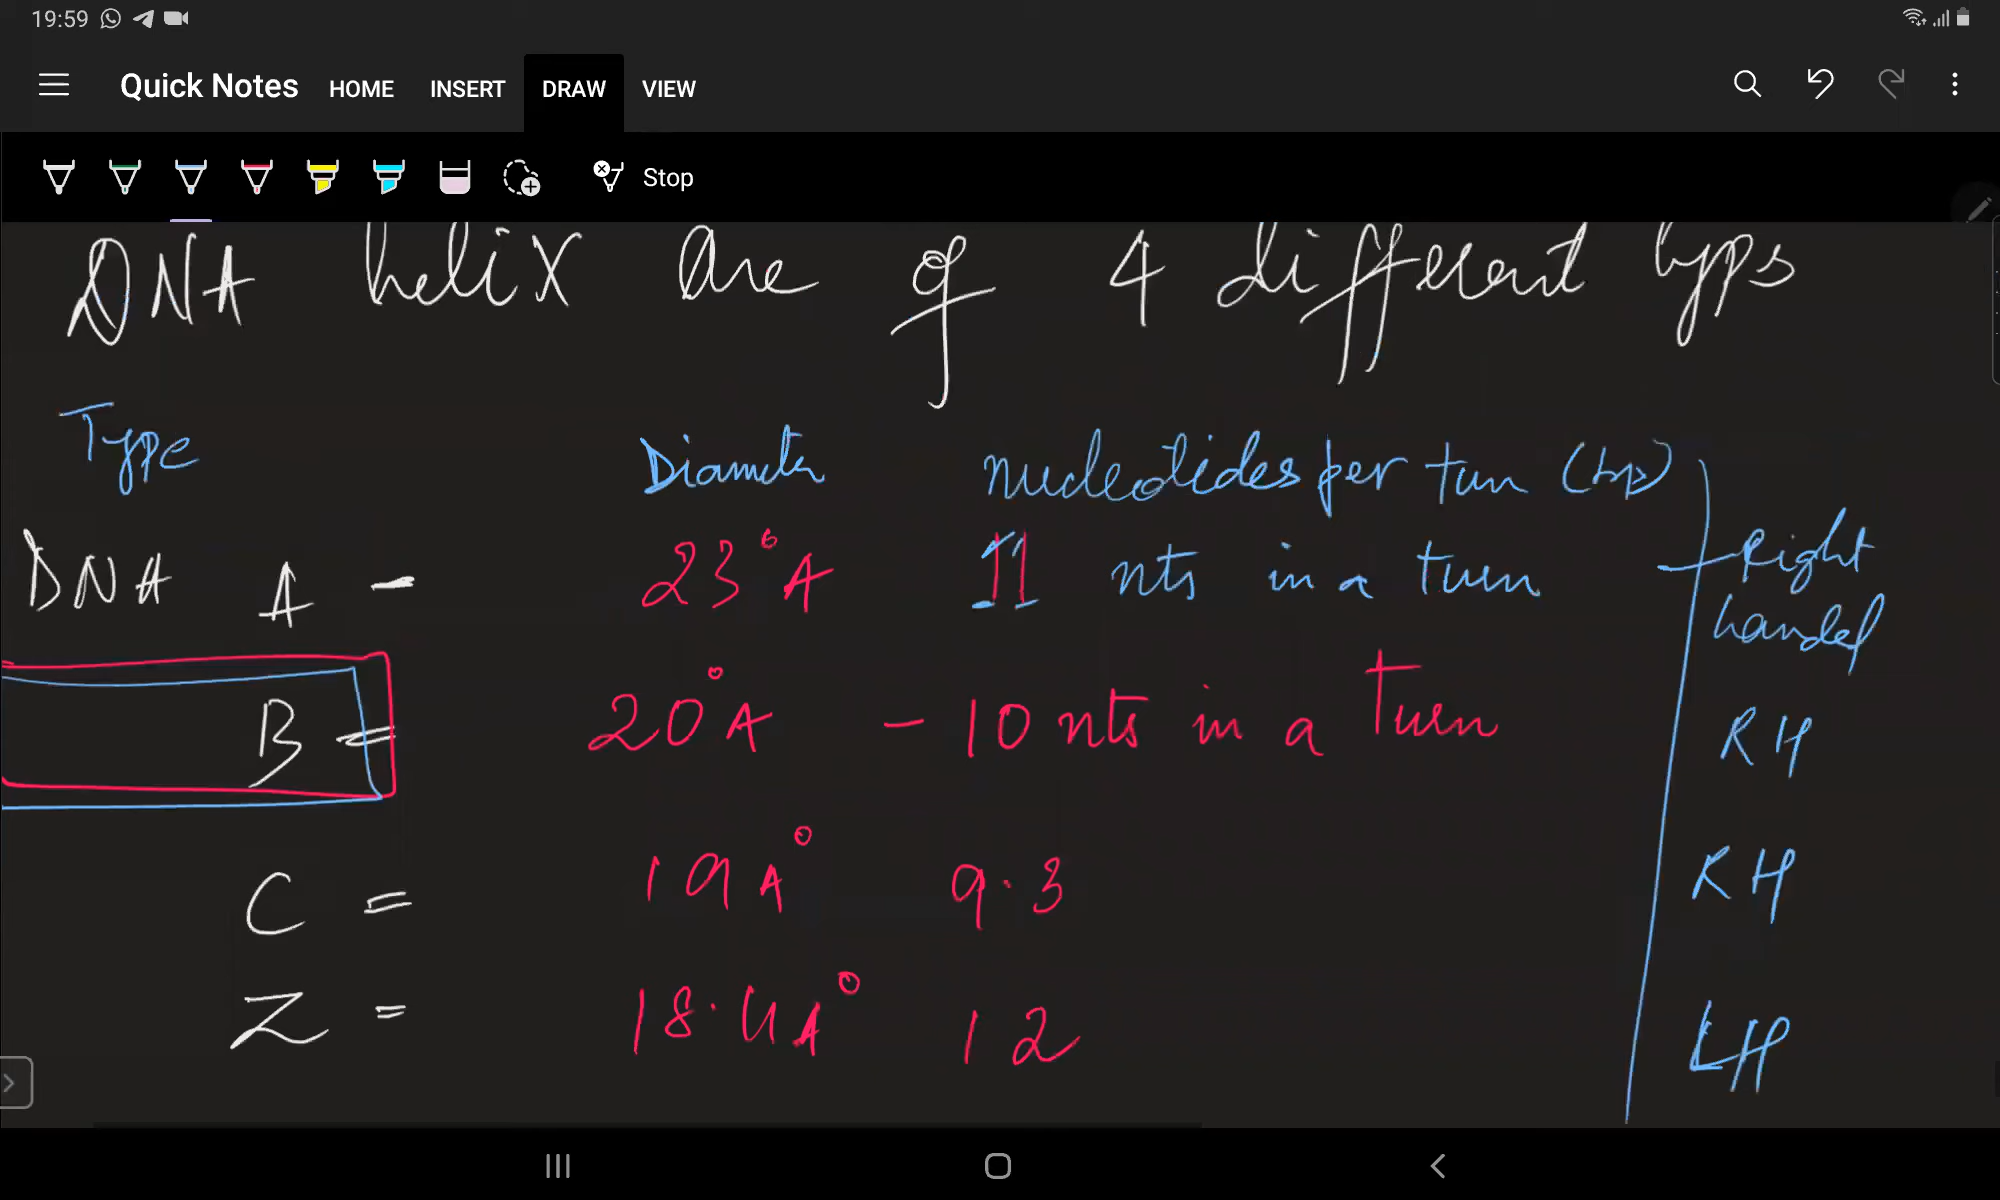 19:59
Quick Notes HOME INSERT DRAW VIEW
Stop
DNA helix are of 4 different typs
Type Diameter nucleotides per turn (bp)
DNA A - 23°A 11 nts in a turn Right
handed
B = 20°A - 10 nts in a Turn RH
C = 19A° 9.3 RH
Z = 18.4A° 12 LH